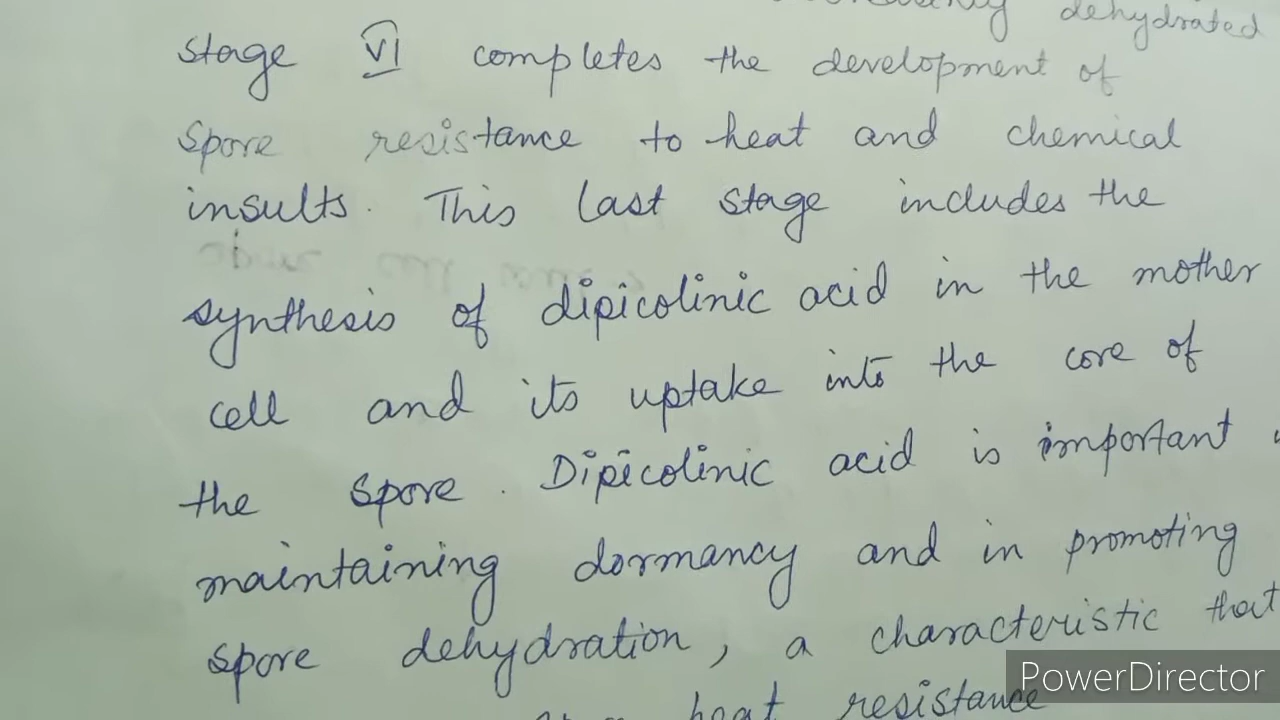 dehydrated
stage VI completes the development of
spore resistance to heat and chemical
insults. This last stage includes the
synthesis of dipicolinic acid in the mother
cell and its uptake into the core of
the spore. Dipicolinic acid is important
maintaining dormancy and in promoting
spore dehydration, a characteristic that
heat resistance
PowerDirector